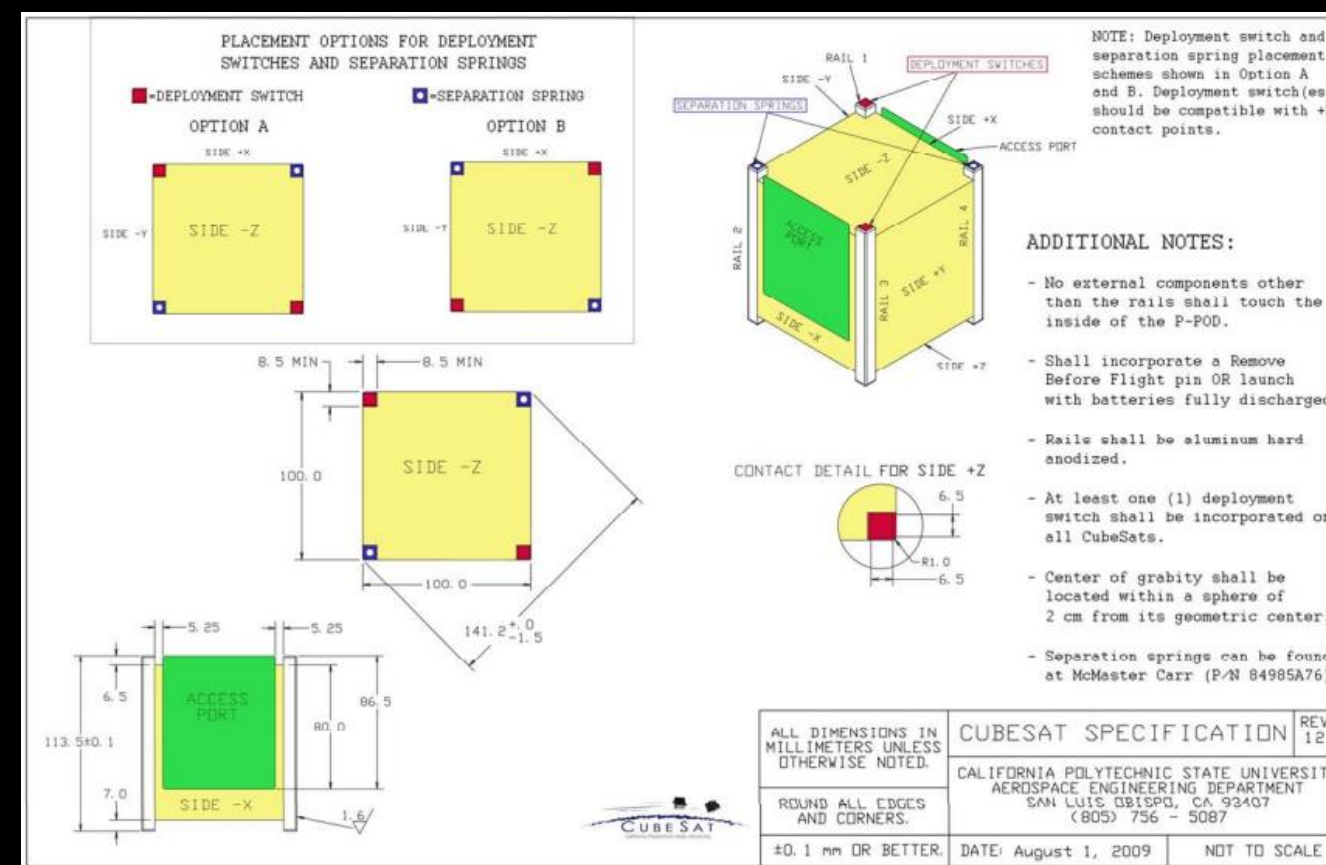 PLACEMENT OPTIONS FOR DEPLOYMENT
SWITCHES AND SEPARATION SPRINGS
=DEPLOYMENT SWITCH
=SEPARATION SPRING
OPTION A
OPTION B
SIDE +X
SIDE -Y
SIDE -Z
SIDE +X
SIDE -Y
SIDE -Z
RAIL 1
DEPLOYMENT SWITCHES
SIDE -Y
SEPARATION SPRINGS
SIDE +X
ACCESS PORT
SIDE -Z
ACCESS
PORT
RAIL 2
RAIL 4
RAIL 3
SIDE +Y
SIDE -X
SIDE +Z
NOTE: Deployment switch and
separation spring placement
schemes shown in Option A
and B. Deployment switch(es
should be compatible with +
contact points.
ADDITIONAL NOTES:
- No external components other
than the rails shall touch the
inside of the P-POD.
- Shall incorporate a Remove
Before Flight pin OR launch
with batteries fully discharged
- Rails shall be aluminum hard
anodized.
- At least one (1) deployment
switch shall be incorporated on
all CubeSats.
- Center of grabity shall be
located within a sphere of
2 cm from its geometric center
- Separation springs can be found
at McMaster Carr (P/N 84985A76)
8.5 MIN
8.5 MIN
100.0
SIDE -Z
100.0
141.2 +.0 -1.5
CONTACT DETAIL FOR SIDE +Z
6.5
R1.0
6.5
5.25
5.25
6.5
ACCESS
PORT
86.5
80.0
113.5±0.1
7.0
SIDE -X
1.6
CUBESAT
ALL DIMENSIONS IN
MILLIMETERS UNLESS
OTHERWISE NOTED.
ROUND ALL EDGES
AND CORNERS.
±0.1 mm OR BETTER.
CUBESAT SPECIFICATION
REV
12
CALIFORNIA POLYTECHNIC STATE UNIVERSIT
AEROSPACE ENGINEERING DEPARTMENT
SAN LUIS OBISPO, CA 93407
(805) 756 - 5087
DATE: August 1, 2009
NOT TO SCALE